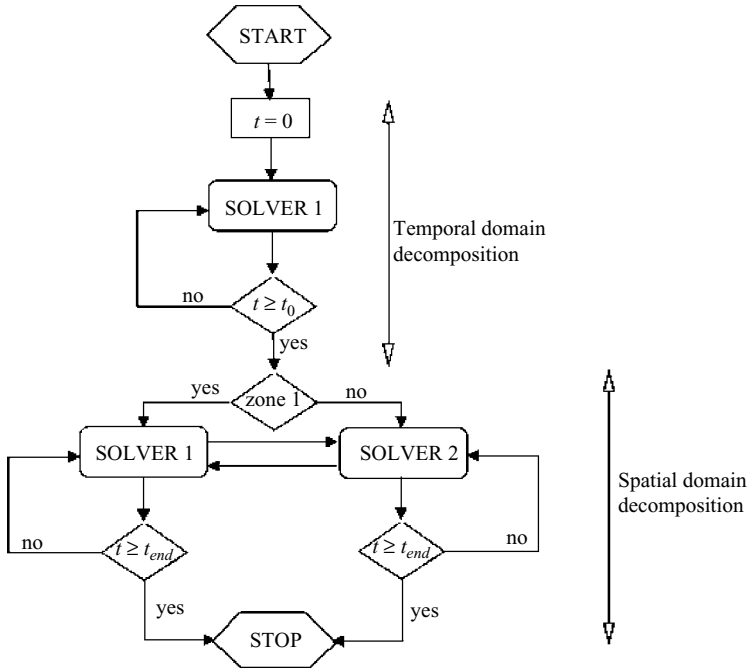 START
t = 0
SOLVER 1
Temporal domain
decomposition
no
t ≥ t0
yes
yes
zone 1
no
SOLVER 1
SOLVER 2
Spatial domain
decomposition
no
t ≥ tend
t ≥ tend
no
yes
yes
STOP